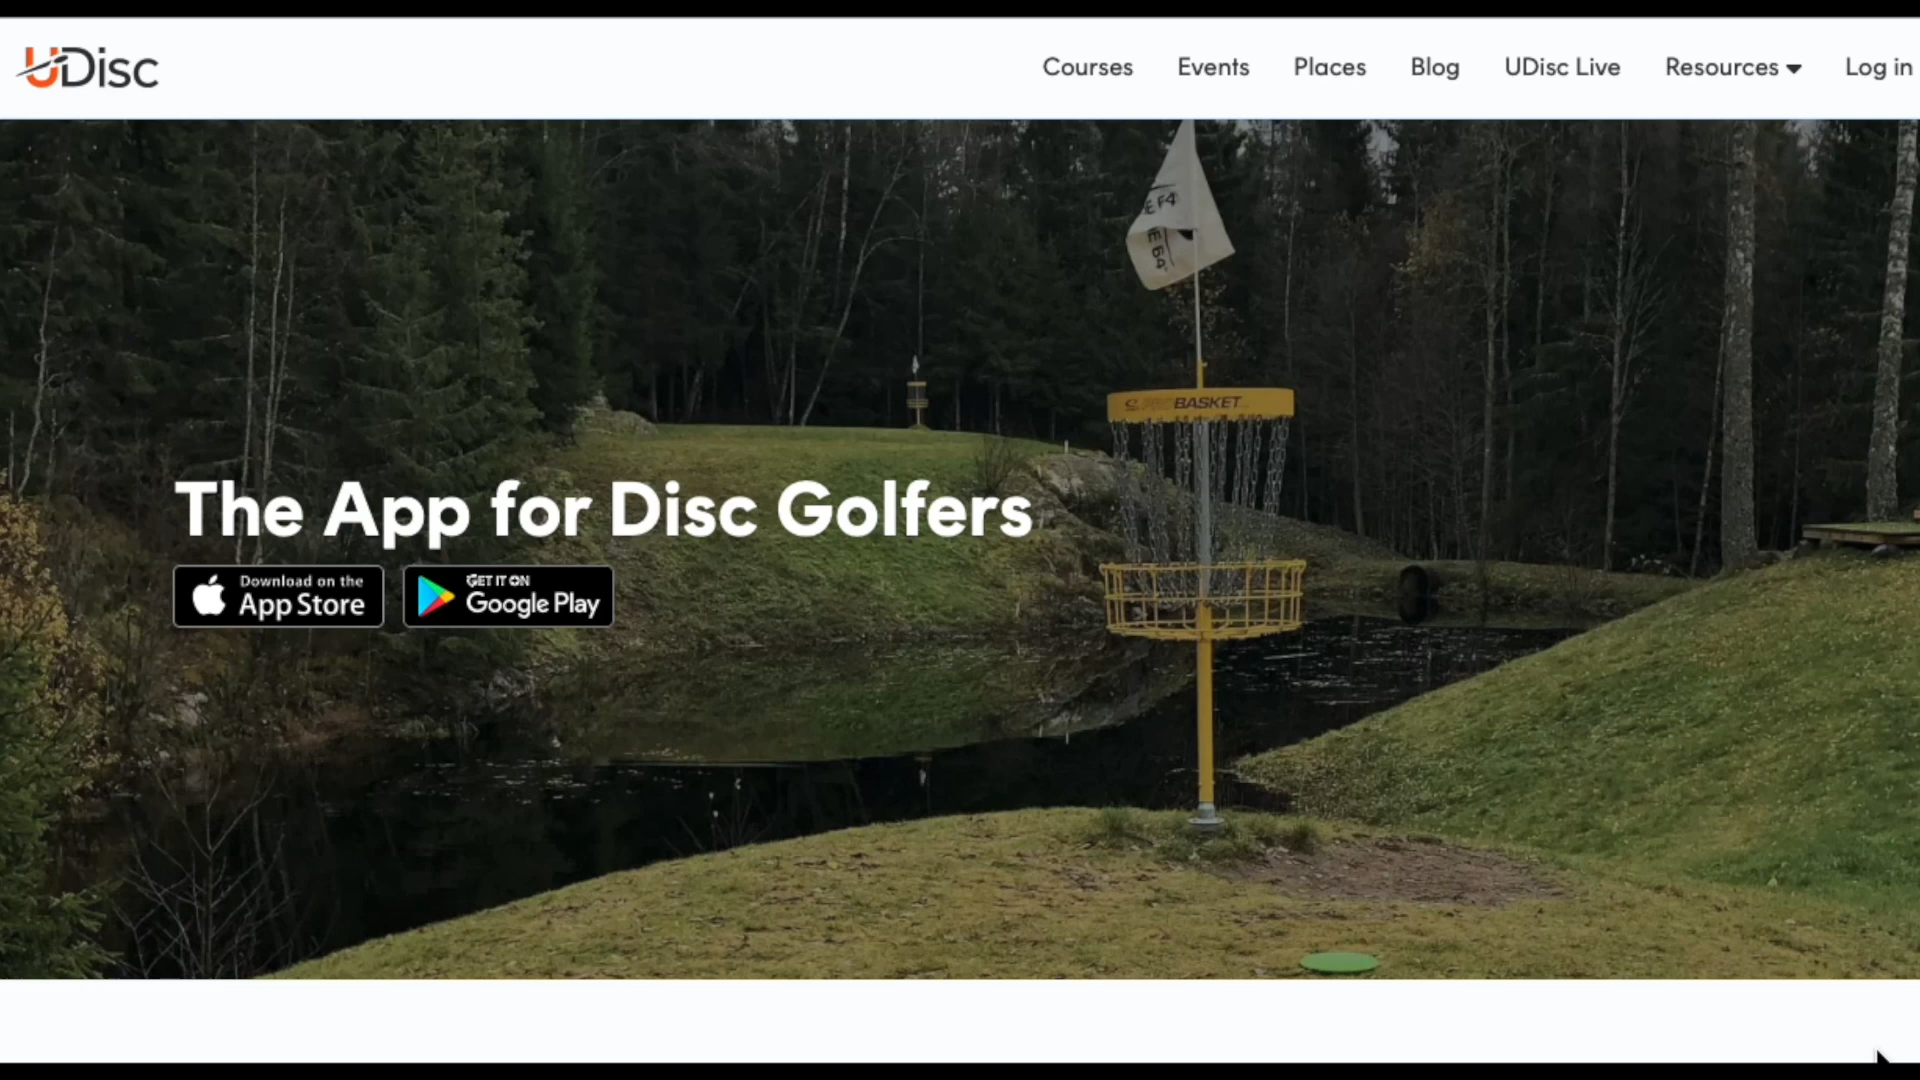 UDisc
Courses Events Places Blog UDisc Live Resources Log in
The App for Disc Golfers
Download on the
App Store
GET IT ON
Google Play
BASKET